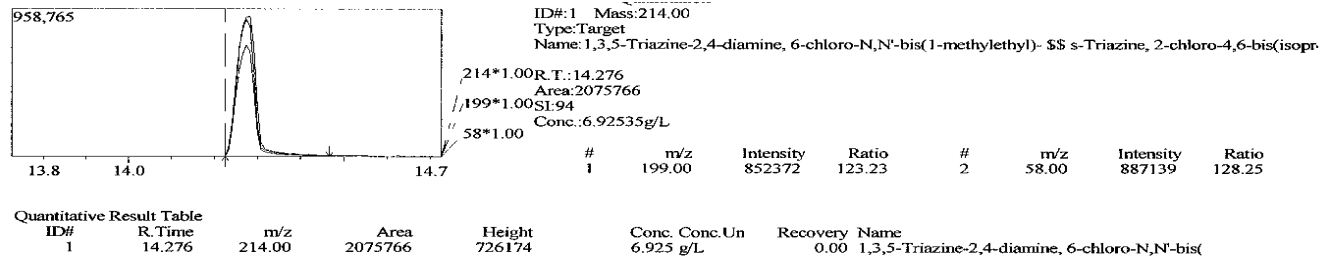 958,765
ID#:1 Mass:214.00
Type:Target
Name:1,3,5-Triazine-2,4-diamine, 6-chloro-N,N'-bis(1-methylethyl)- $$ s-Triazine, 2-chloro-4,6-bis(isopr
214*1.00
R.T.:14.276
Area:2075766
199*1.00
SI:94
Conc.:6.92535g/L
58*1.00
# m/z Intensity Ratio # m/z Intensity Ratio
1 199.00 852372 123.23 2 58.00 887139 128.25
13.8 14.0 14.7
Quantitative Result Table
ID# R.Time m/z Area Height Conc. Conc.Un Recovery Name
1 14.276 214.00 2075766 726174 6.925 g/L 0.00 1,3,5-Triazine-2,4-diamine, 6-chloro-N,N'-bis(